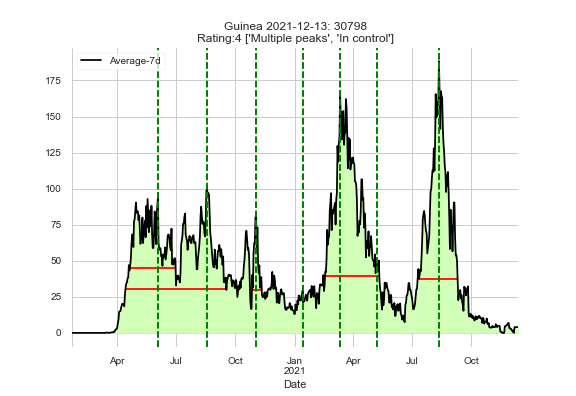 Guinea 2021-12-13: 30798
Rating:4 ['Multiple peaks', 'In control']
Average-7d
175
150
125
100
75
50
25
0
Apr Jul Oct Jan Apr Jul Oct
2021
Date